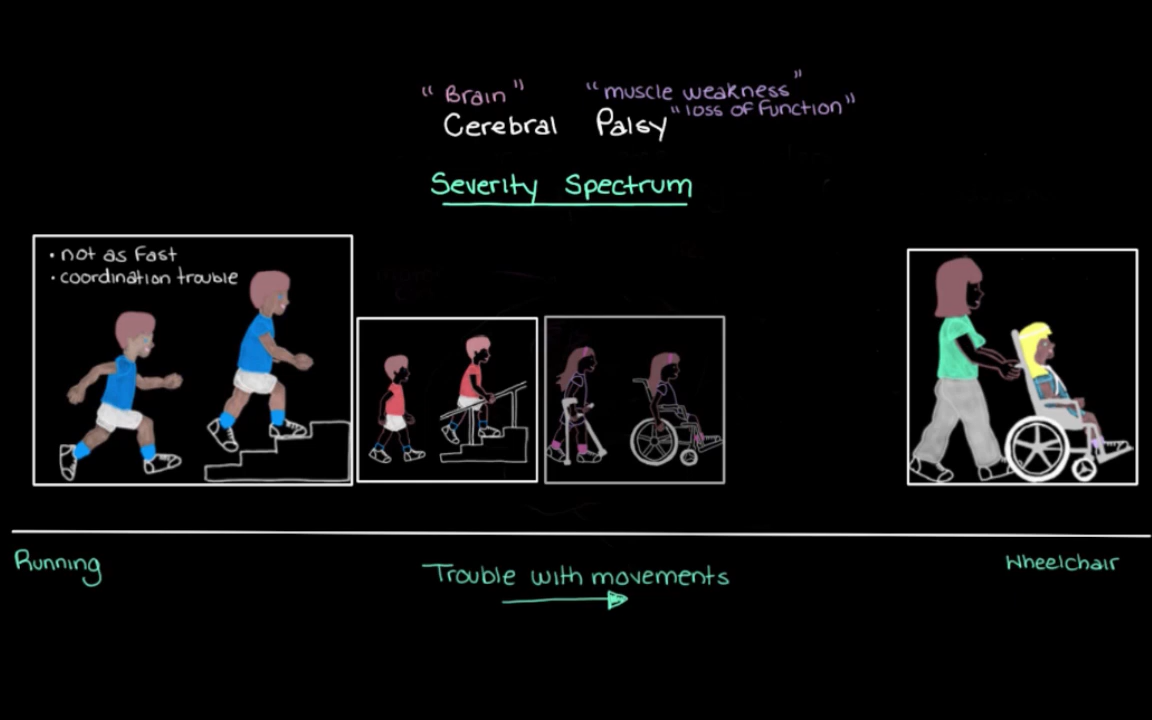 "Brain" "muscle weakness"
"loss of function"
Cerebral Palsy
Severity Spectrum
• not as fast
• coordination trouble
Running
Trouble with movements
Wheelchair